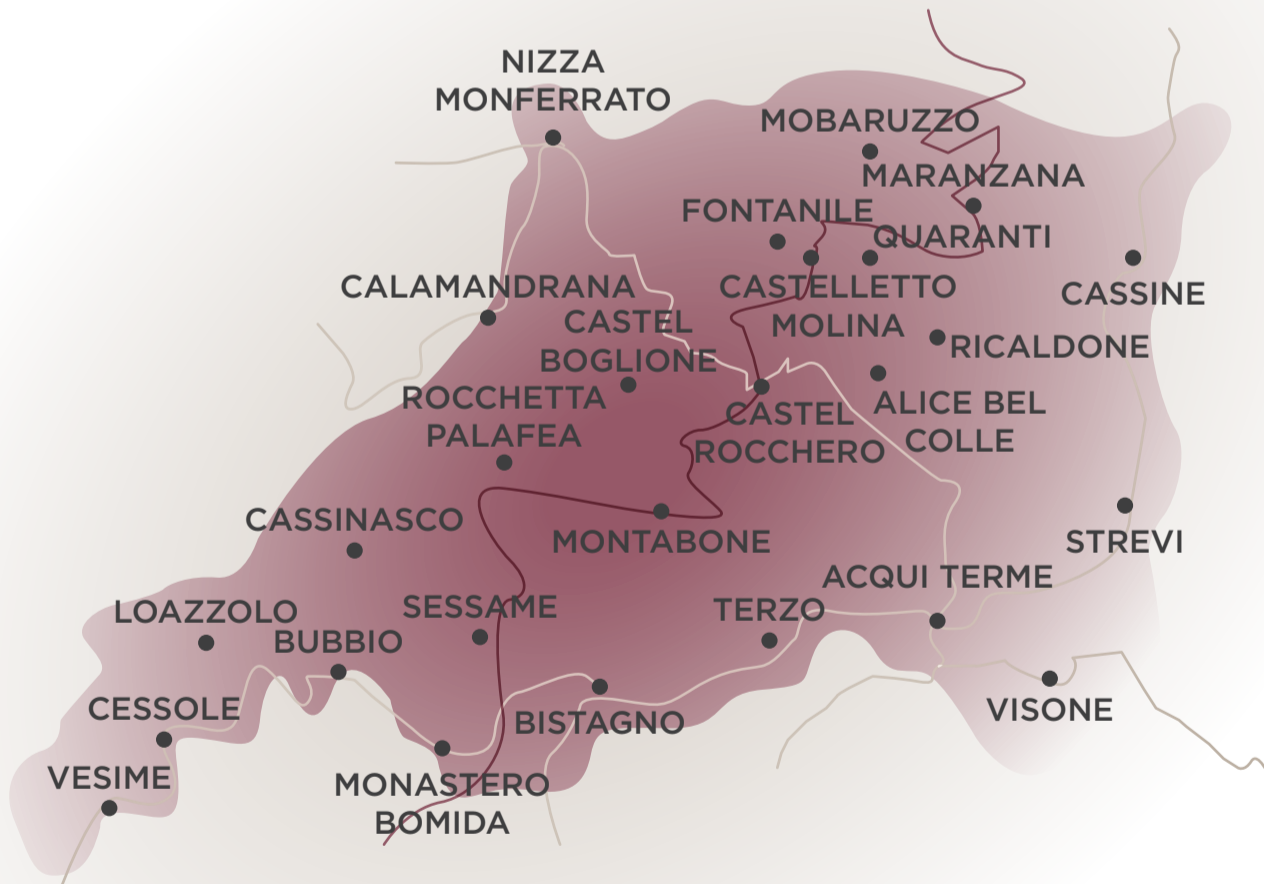 NIZZA
MONFERRATO
MOBARUZZO
MARANZANA
FONTANILE
QUARANTI
CALAMANDRANA
CASTELLETTO
MOLINA
CASSINE
CASTEL
BOGLIONE
RICALDONE
ROCCHETTA
PALAFEA
CASTEL
ROCCHERO
ALICE BEL
COLLE
CASSINASCO
MONTABONE
STREVI
ACQUI TERME
LOAZZOLO
SESSAME
TERZO
BUBBIO
CESSOLE
BISTAGNO
VISONE
VESIME
MONASTERO
BOMIDA